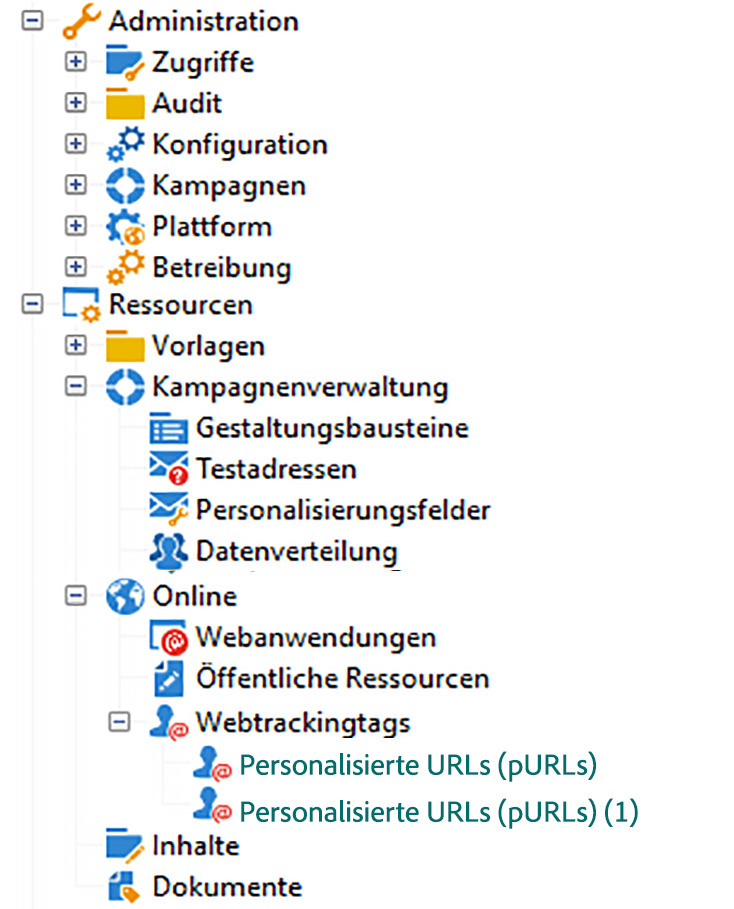 Administration
Zugriffe
Audit
Konfiguration
Kampagnen
Plattform
Betreibung
Ressourcen
Vorlagen
Kampagnenverwaltung
Gestaltungsbausteine
Testadressen
Personalisierungsfelder
Datenverteilung
Online
Webanwendungen
Öffentliche Ressourcen
Webtrackingtags
Personalisierte URLs (pURLs)
Personalisierte URLs (pURLs) (1)
Inhalte
Dokumente